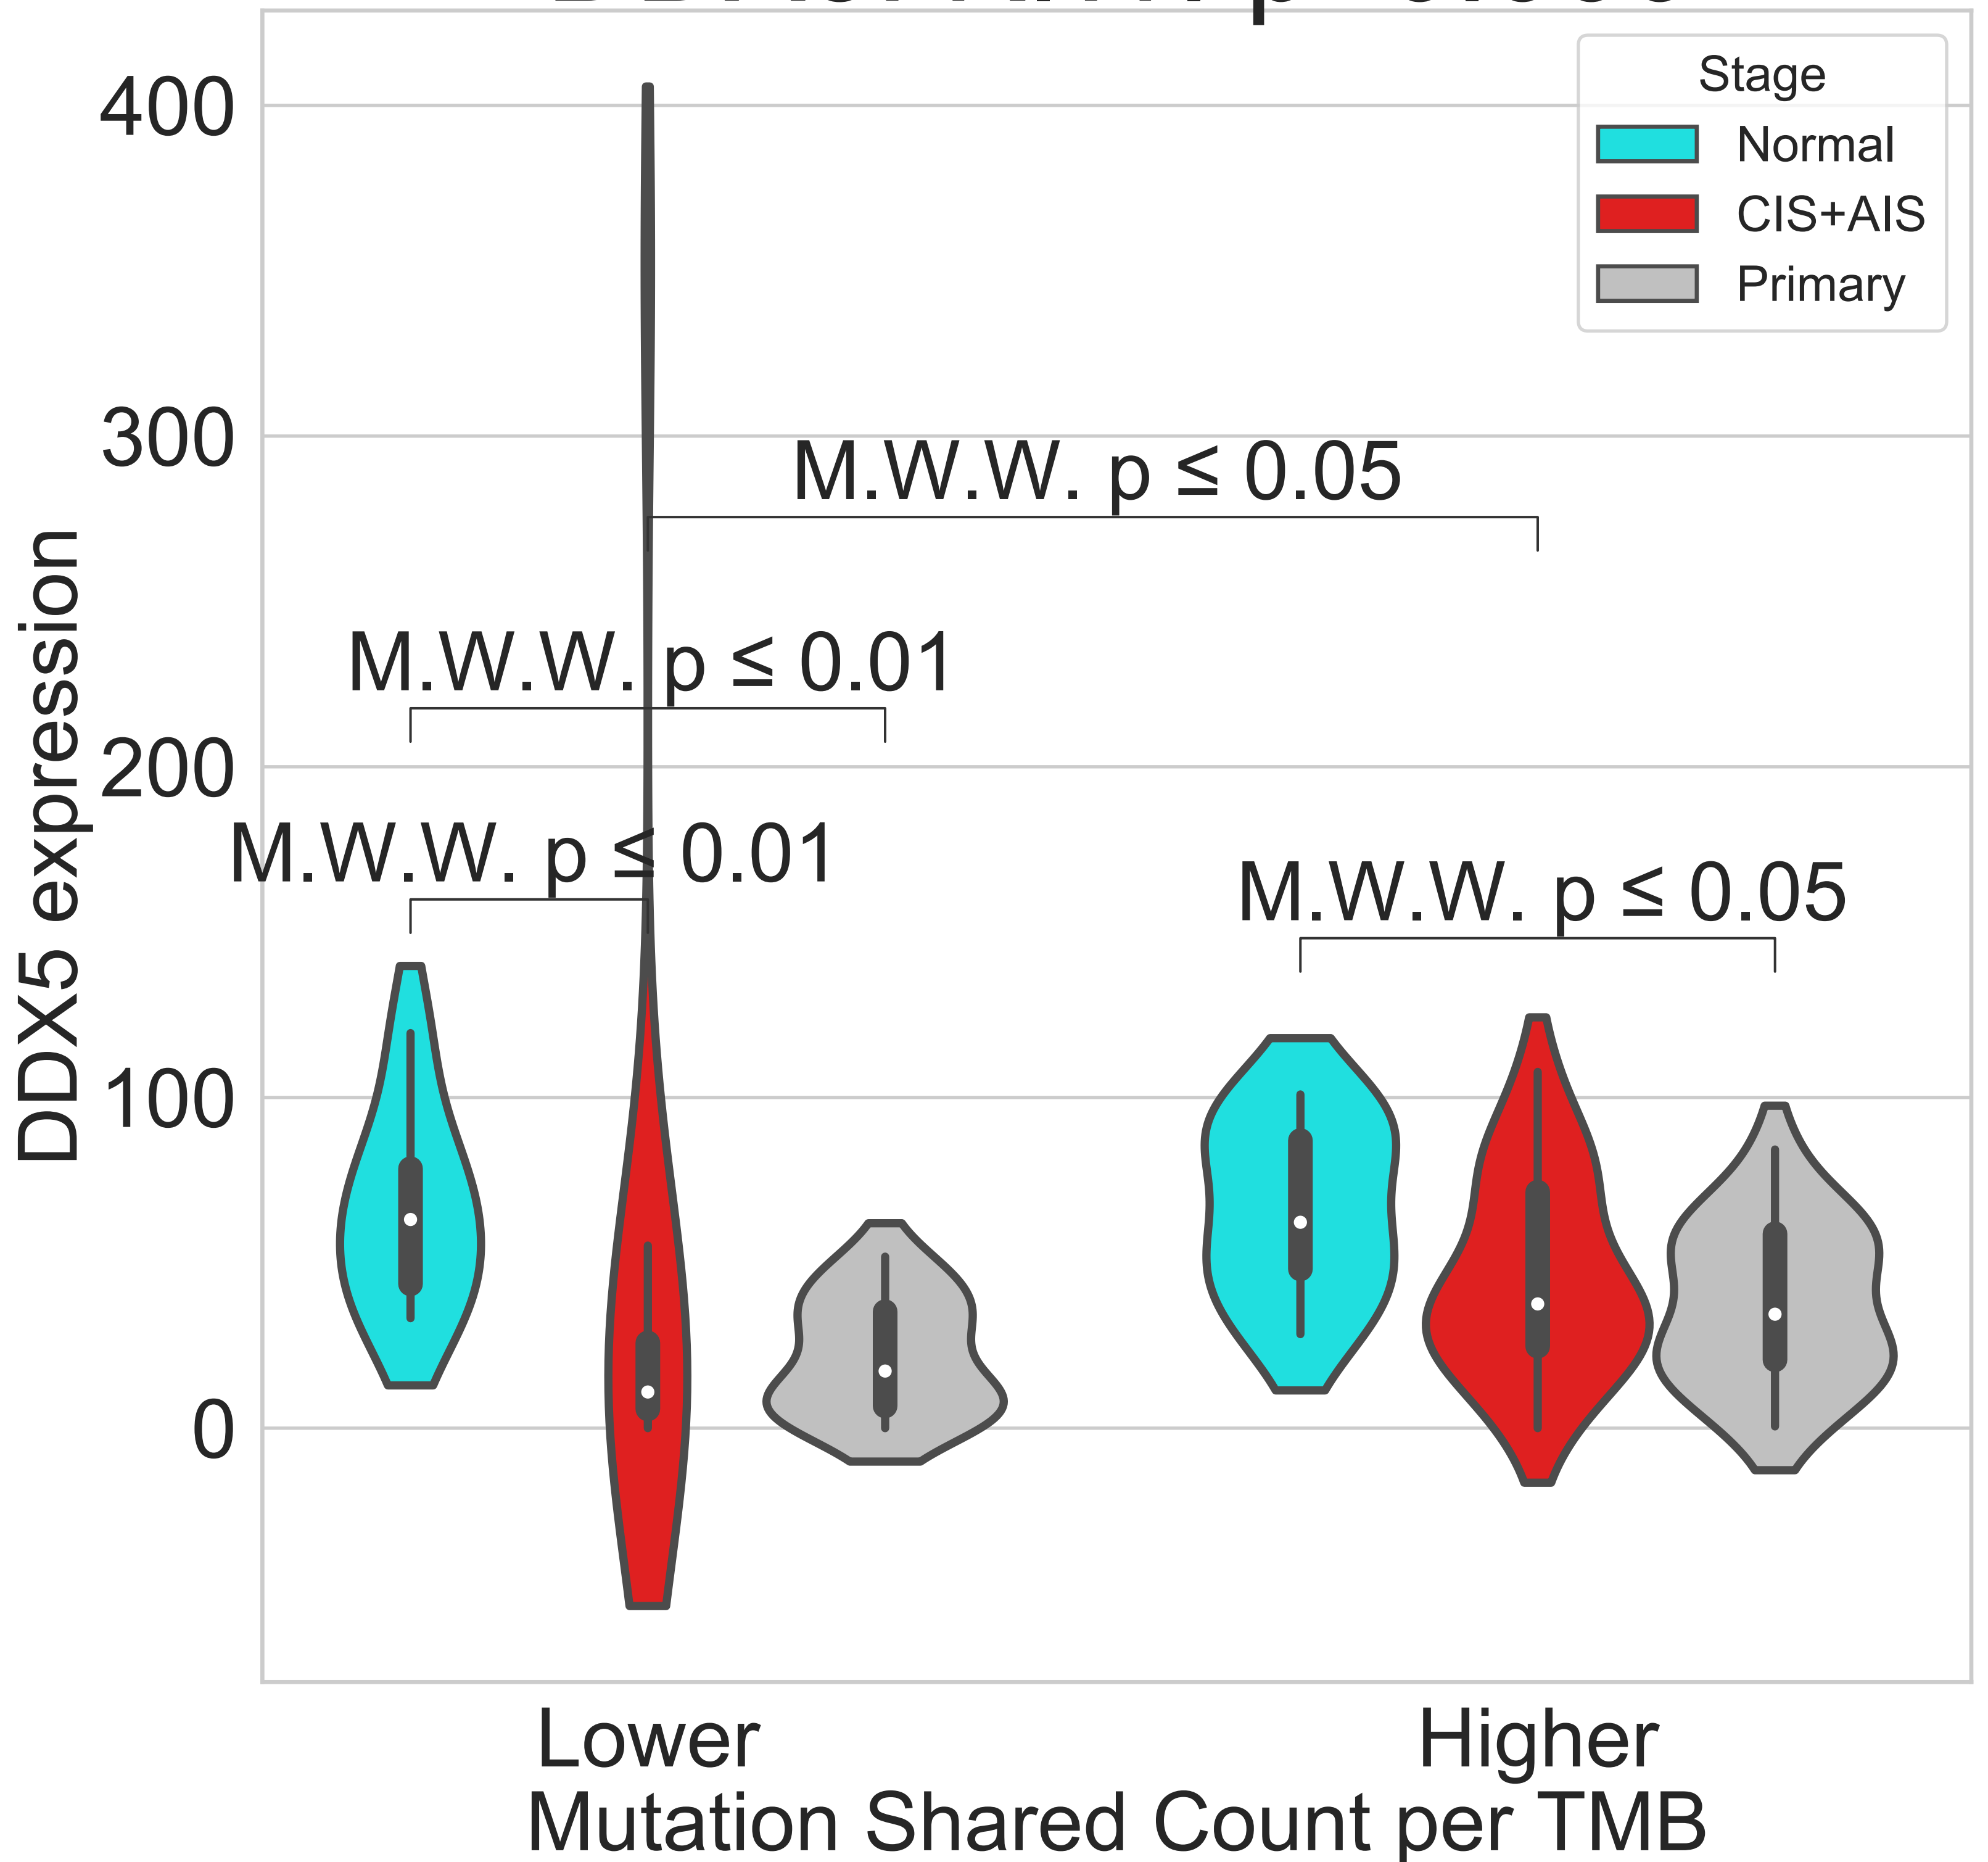 Stage
Normal
CIS+AIS
Primary
400
300
200
100
0
DDX5 expression
M.W.W. p ≤ 0.05
M.W.W. p ≤ 0.01
M.W.W. p ≤ 0.01
M.W.W. p ≤ 0.05
Lower
Higher
Mutation Shared Count per TMB